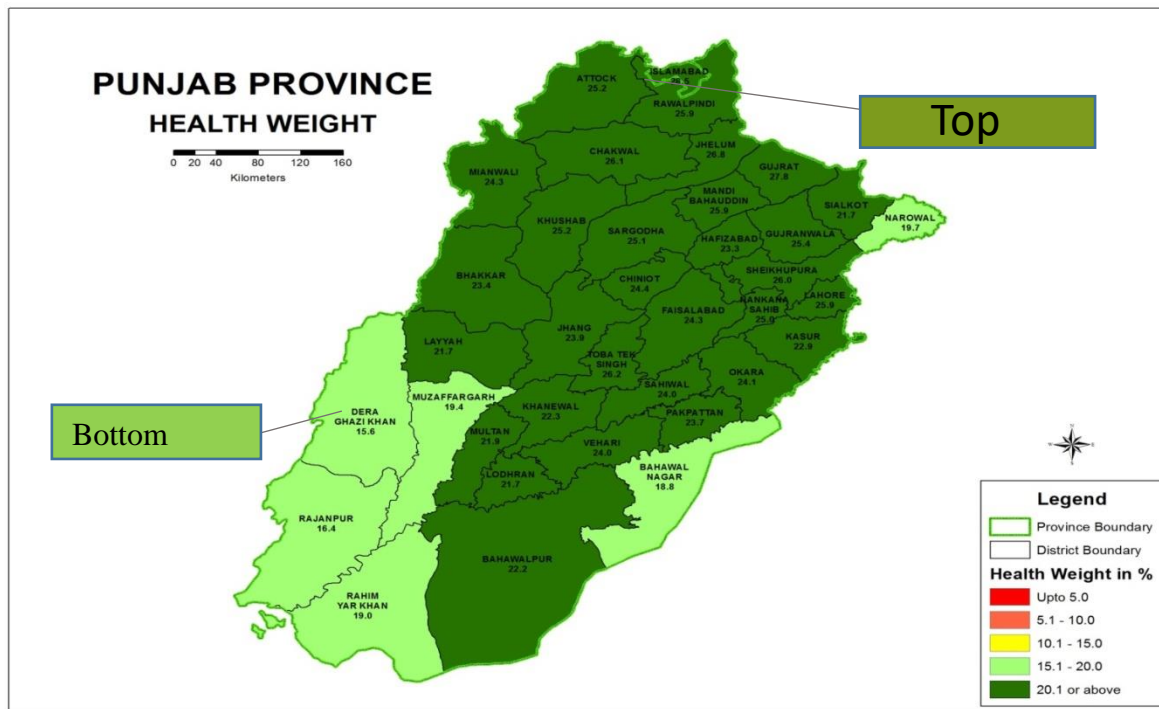 PUNJAB PROVINCE
HEALTH WEIGHT
0 20 40 80 120 160
Kilometers
Top
Bottom
ISLAMABAD
ATTOCK
25.2
RAWALPINDI
25.9
CHAKWAL
26.1
JHELUM
26.8
GUJRAT
27.8
MIANWALI
24.3
MANDI
BAHAUDDIN
25.9
SIALKOT
21.7
NAROWAL
19.7
KHUSHAB
25.2
SARGODHA
25.1
HAFIZABAD
23.3
GUJRANWALA
25.4
BHAKKAR
23.4
CHINIOT
24.4
SHEIKHUPURA
26.0
FAISALABAD
24.3
NANKANA
SAHIB
25.0
LAHORE
25.9
JHANG
23.9
KASUR
22.9
LAYYAH
21.7
TOBA TEK
SINGH
26.2
OKARA
24.1
SAHIWAL
24.0
MUZAFFARGARH
19.4
DERA
GHAZI KHAN
15.6
KHANEWAL
22.3
PAKPATTAN
23.7
MULTAN
21.9
VEHARI
24.0
LODHRAN
21.7
BAHAWAL
NAGAR
18.8
RAJANPUR
16.4
BAHAWALPUR
22.2
RAHIM
YAR KHAN
19.0
N
Legend
Province Boundary
District Boundary
Health Weight in %
Upto 5.0
5.1 - 10.0
10.1 - 15.0
15.1 - 20.0
20.1 or above